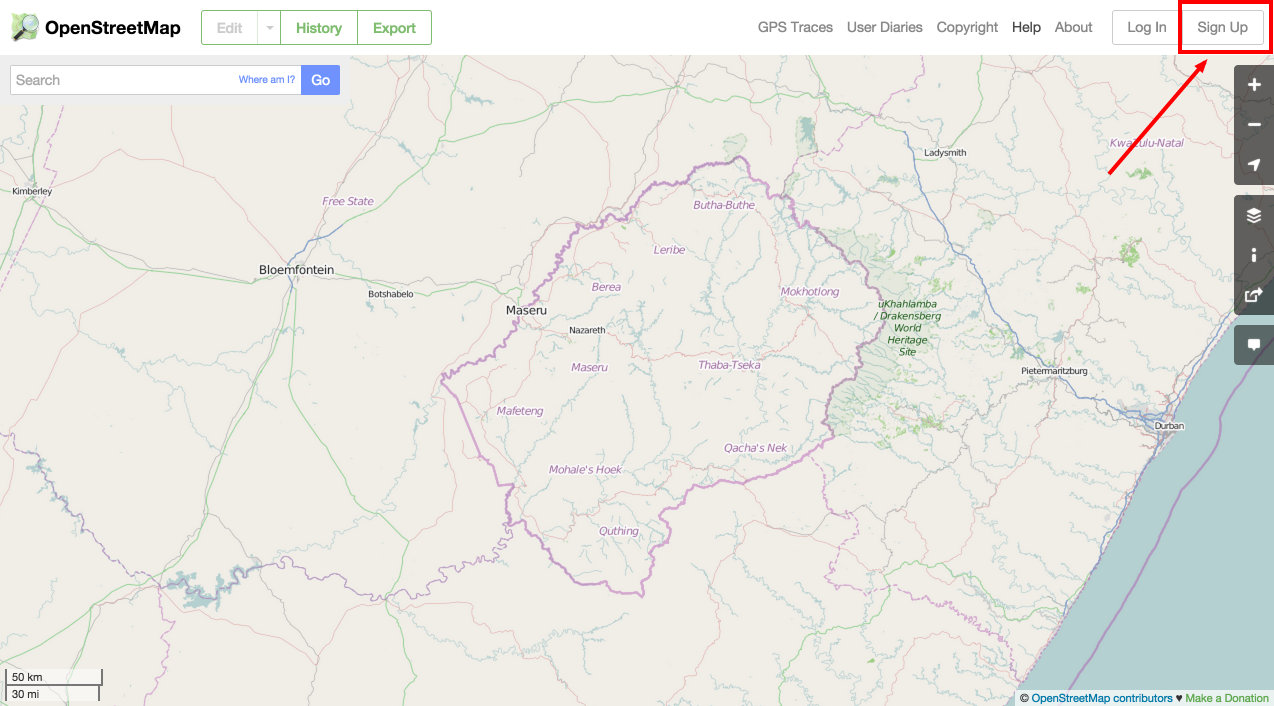 OpenStreetMap
Edit
History
Export
GPS Traces
User Diaries
Copyright
Help
About
Log In
Sign Up
Search
Where am I?
Go
KwaZulu-Natal
Ladysmith
Kimberley
Free State
Butha-Buthe
Leribe
Bloemfontein
Botshabelo
Berea
Mokhotlong
Maseru
uKhahlamba
/ Drakensberg
World
Heritage
Site
Nazareth
Maseru
Thaba-Tseka
Pietermaritzburg
Mafeteng
Durban
Qacha's Nek
Mohale's Hoek
Quthing
50 km
30 mi
© OpenStreetMap contributors ♥ Make a Donation